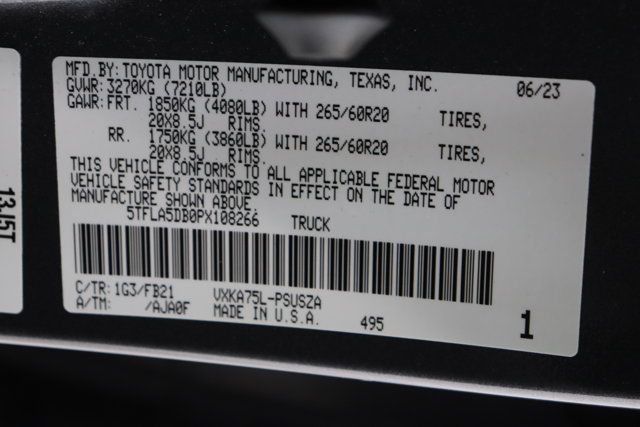 MFD.BY: TOYOTA MOTOR MANUFACTURING, TEXAS, INC. 06/23
GVWR: 3270KG (7210LB)
GAWR: FRT. 1850KG (4080LB) WITH 265/60R20 TIRES,
20X8.5J RIMS.
RR. 1750KG (3860LB) WITH 265/60R20 TIRES,
20X8.5J RIMS.
THIS VEHICLE CONFORMS TO ALL APPLICABLE FEDERAL MOTOR
VEHICLE SAFETY STANDARDS IN EFFECT ON THE DATE OF
MANUFACTURE SHOWN ABOVE.
5TFLA5DB0PX108266 TRUCK
C/TR: 1G3/FB21 VXKA75L-PSUSZA
A/TM: /AJA0F MADE IN U.S.A. 495 1